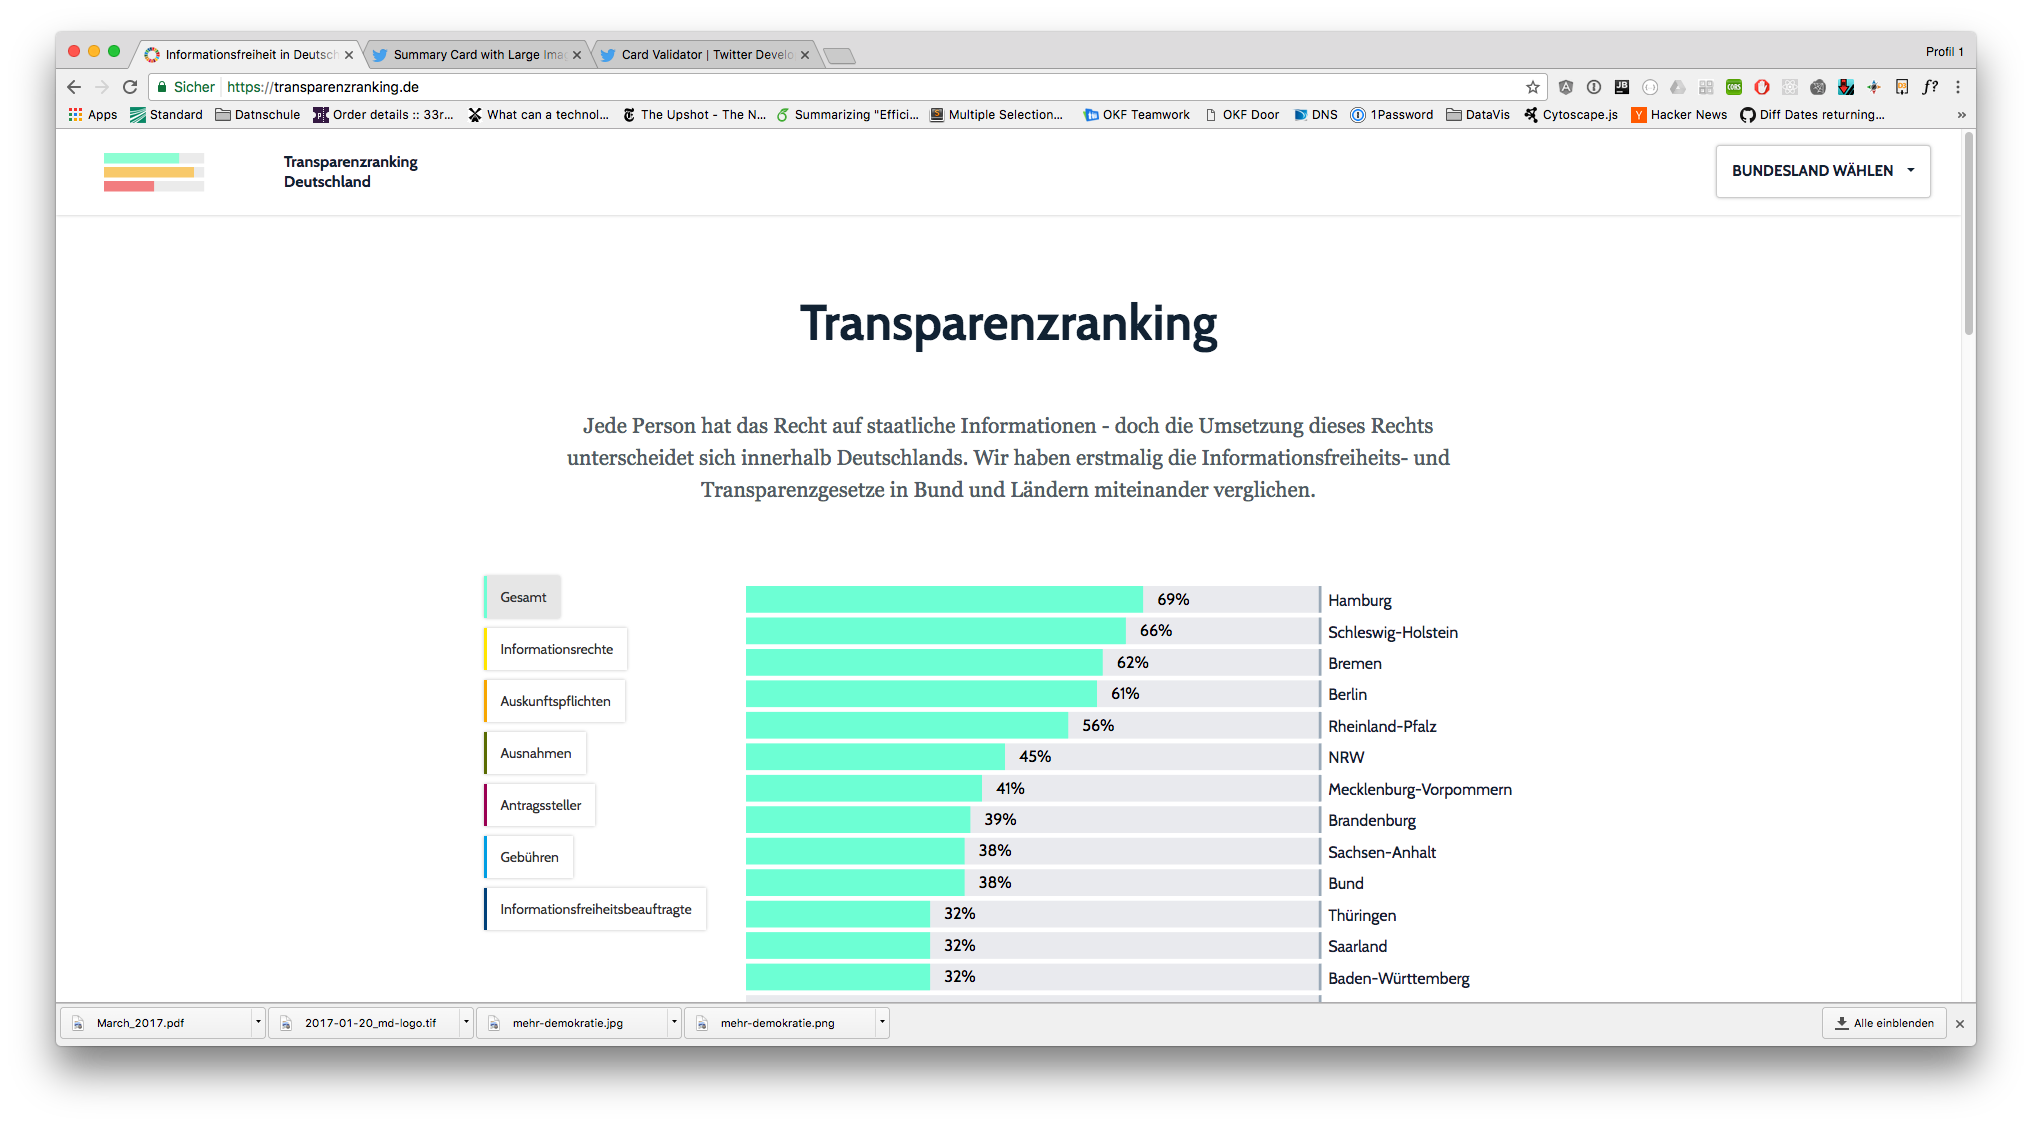 Informationsfreiheit in Deutsch
Summary Card with Large Ima
Card Validator | Twitter Develo
Profil 1
Sicher
https://transparenzranking.de
Apps
Standard
Datnschule
Order details :: 33r...
What can a technol...
The Upshot - The N...
Summarizing "Effici...
Multiple Selection...
OKF Teamwork
OKF Door
DNS
1Password
DataVis
Cytoscape.js
Hacker News
Diff Dates returning...
»
Transparenzranking
Deutschland
BUNDESLAND WÄHLEN
Transparenzranking
Jede Person hat das Recht auf staatliche Informationen - doch die Umsetzung dieses Rechts
unterscheidet sich innerhalb Deutschlands. Wir haben erstmalig die Informationsfreiheits- und
Transparenzgesetze in Bund und Ländern miteinander verglichen.
Gesamt
Informationsrechte
Auskunftspflichten
Ausnahmen
Antragssteller
Gebühren
Informationsfreiheitsbeauftragte
69% Hamburg
66% Schleswig-Holstein
62% Bremen
61% Berlin
56% Rheinland-Pfalz
45% NRW
41% Mecklenburg-Vorpommern
39% Brandenburg
38% Sachsen-Anhalt
38% Bund
32% Thüringen
32% Saarland
32% Baden-Württemberg
March_2017.pdf
2017-01-20_md-logo.tif
mehr-demokratie.jpg
mehr-demokratie.png
Alle einblenden